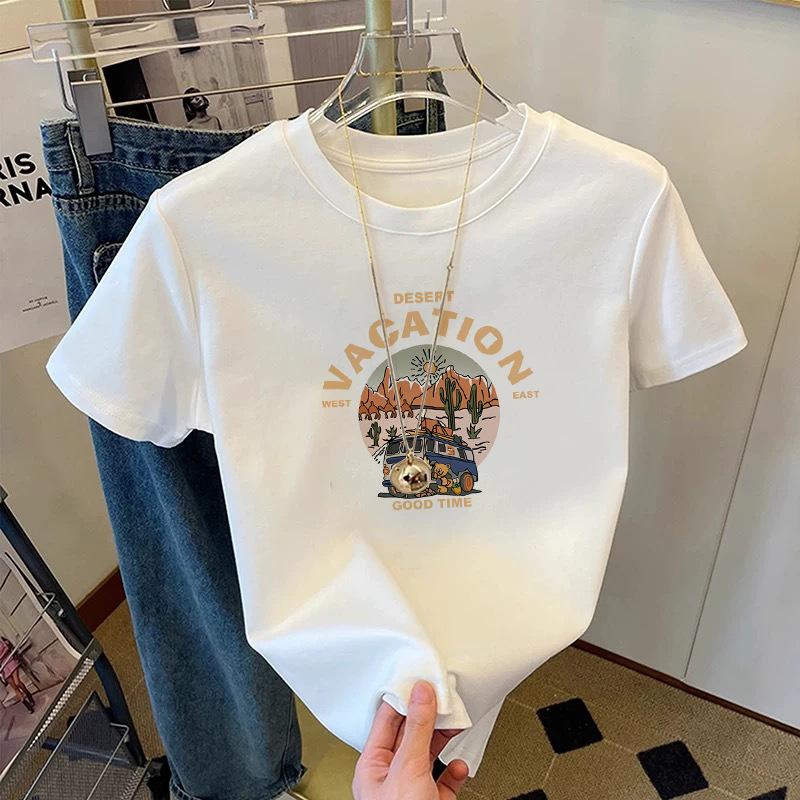 RIS
RNA
DESERT
VACATION
WEST
EAST
GOOD TIME